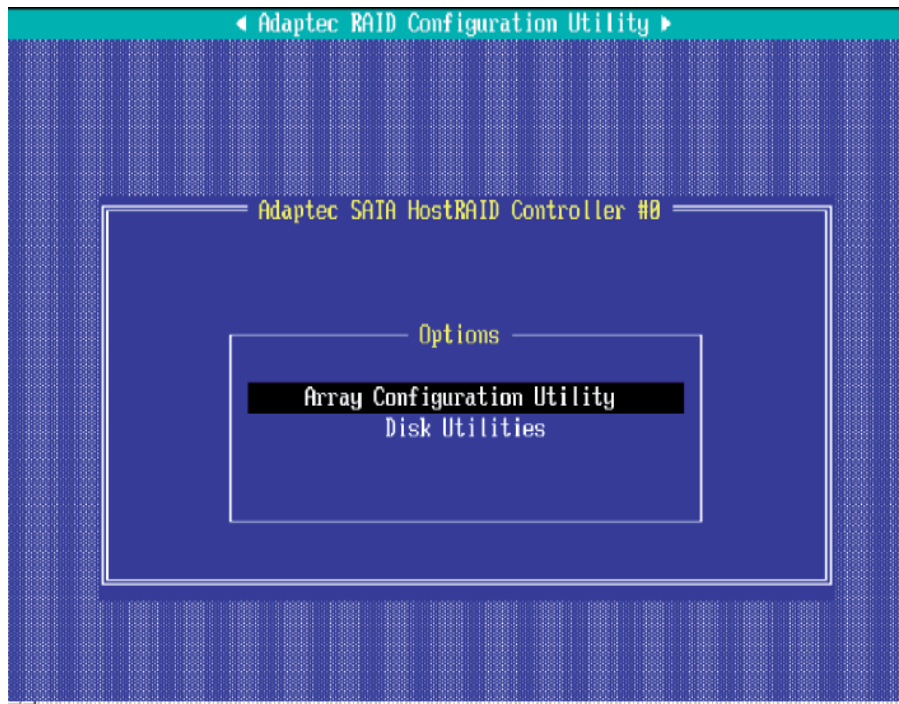 Adaptec RAID Configuration Utility
Adaptec SATA HostRAID Controller #0
Options
Array Configuration Utility
Disk Utilities